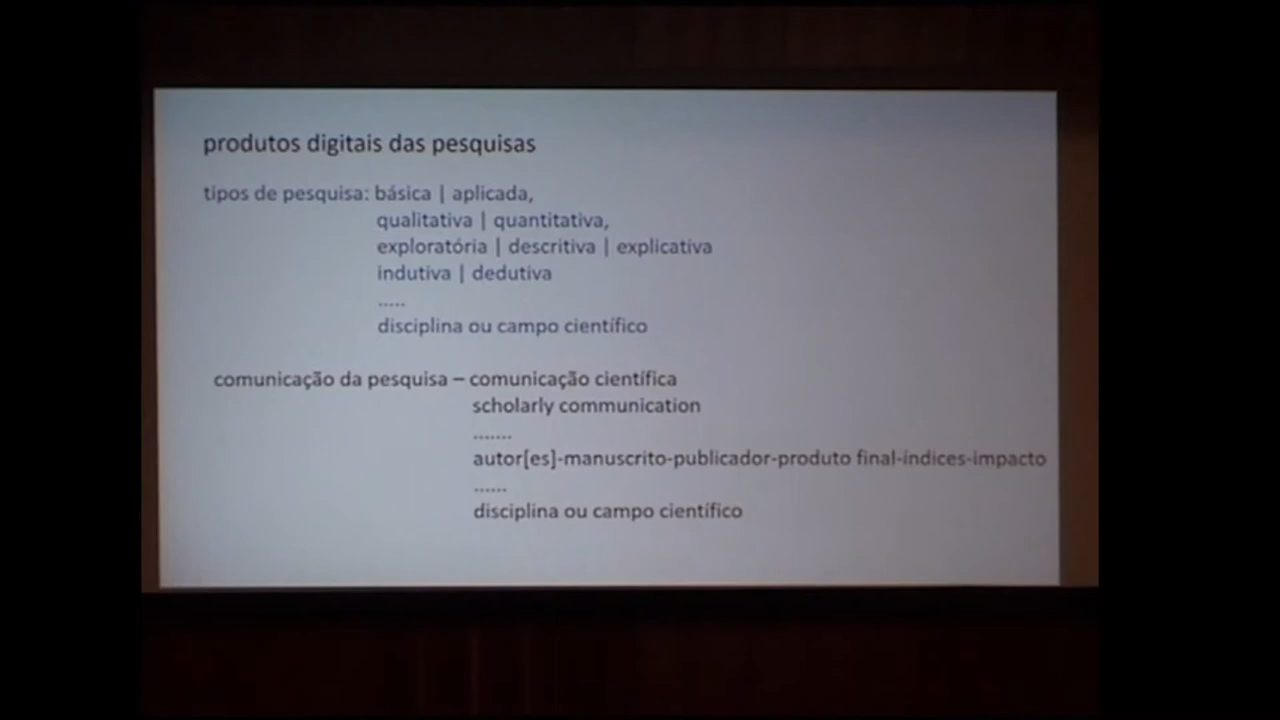 produtos digitais das pesquisas
tipos de pesquisa: básica | aplicada,
qualitativa | quantitativa,
exploratória | descritiva | explicativa
indutiva | dedutiva
.....
disciplina ou campo científico
comunicação da pesquisa – comunicação científica
scholarly communication
.......
autor[es]-manuscrito-publicador-produto final-índices-impacto
......
disciplina ou campo científico